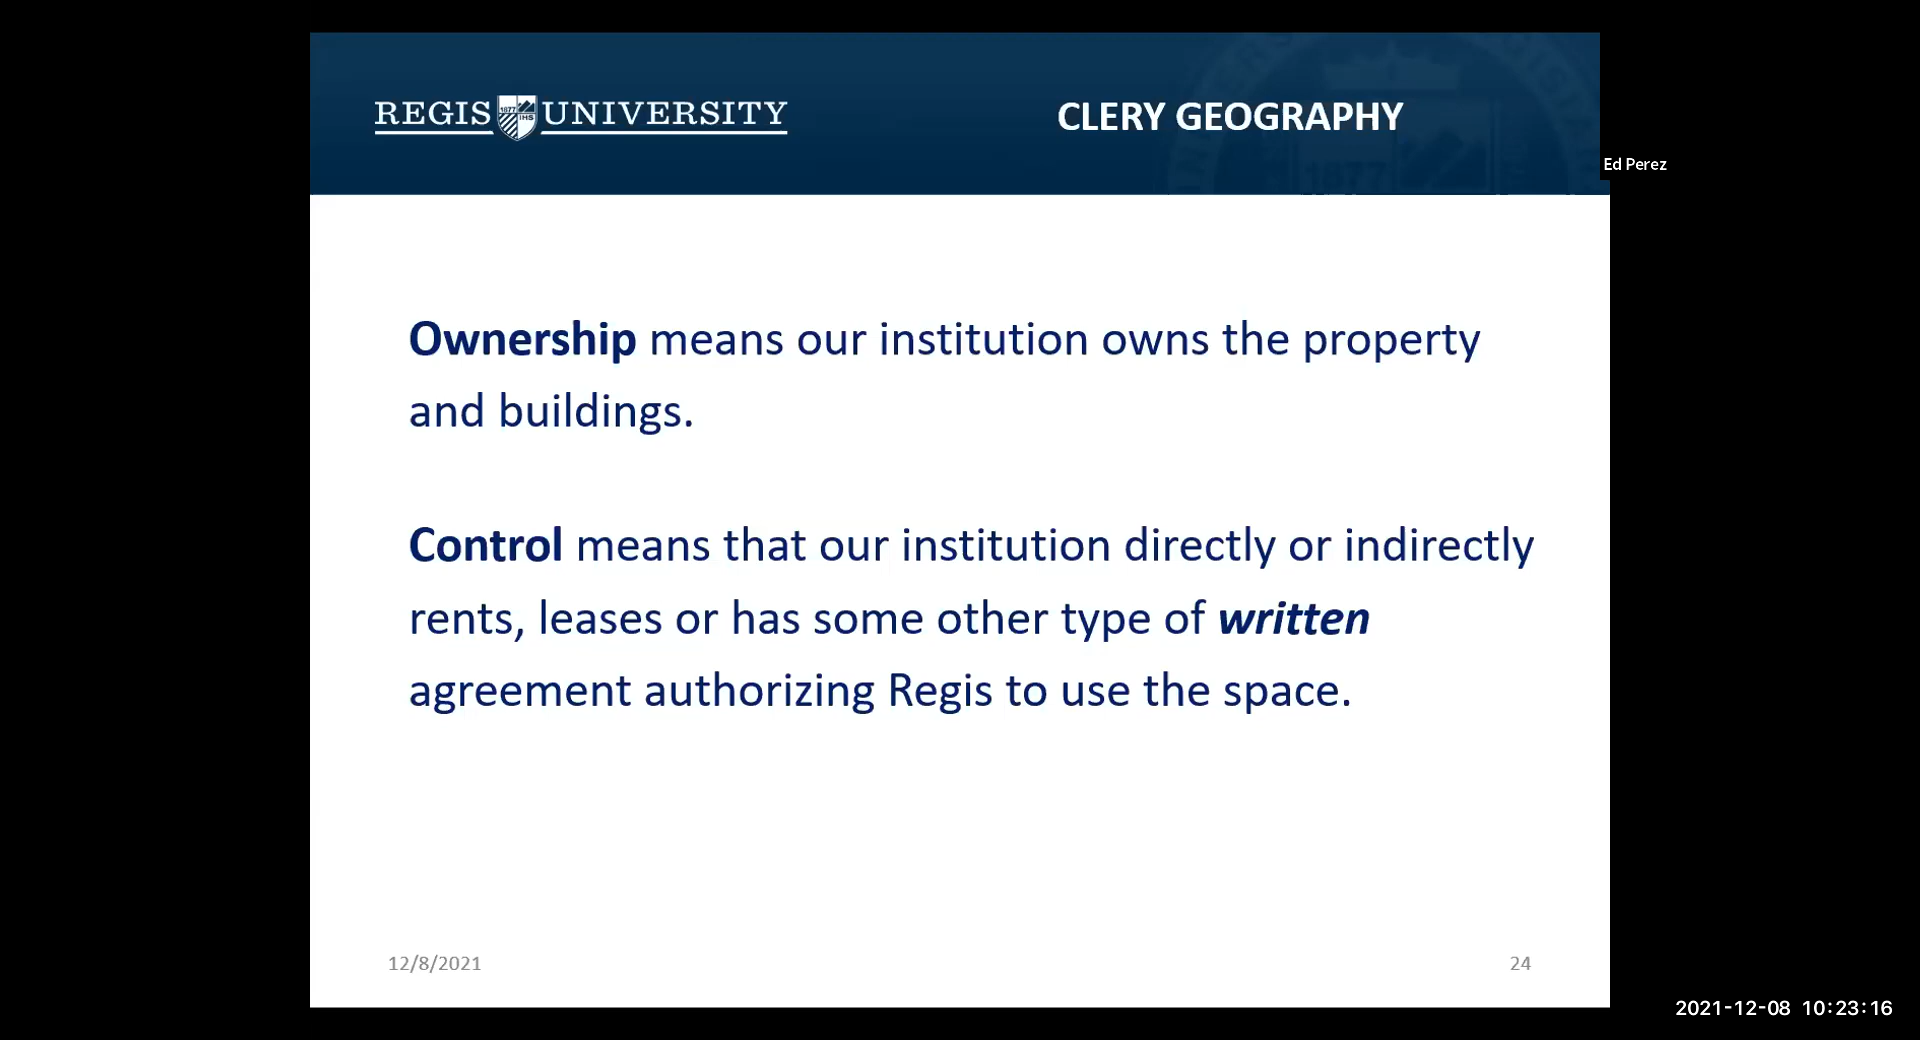 REGIS UNIVERSITY
1877
IHS
CLERY GEOGRAPHY
Ed Perez
Ownership means our institution owns the property
and buildings.
Control means that our institution directly or indirectly
rents, leases or has some other type of written
agreement authorizing Regis to use the space.
12/8/2021
24
2021-12-08 10:23:16